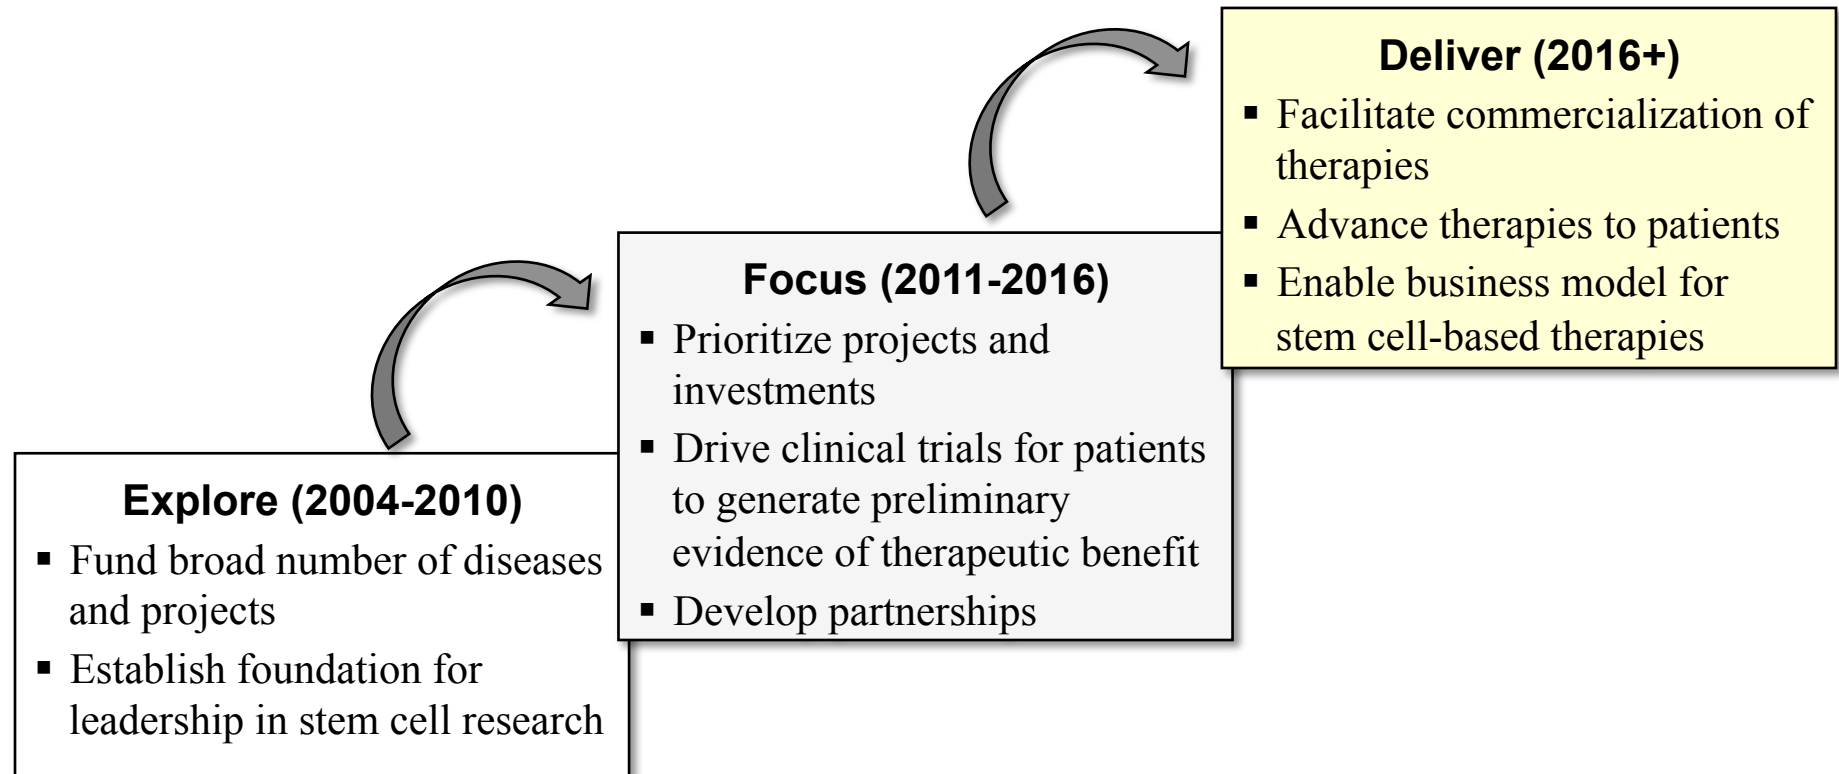 Explore (2004-2010)
▪ Fund broad number of diseases
and projects
▪ Establish foundation for
leadership in stem cell research
Focus (2011-2016)
▪ Prioritize projects and
investments
▪ Drive clinical trials for patients
to generate preliminary
evidence of therapeutic benefit
▪ Develop partnerships
Deliver (2016+)
▪ Facilitate commercialization of
therapies
▪ Advance therapies to patients
▪ Enable business model for
stem cell-based therapies